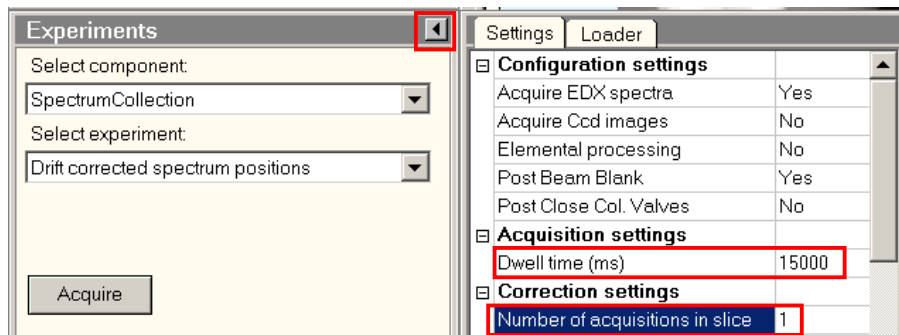 Experiments
Select component:
SpectrumCollection
Select experiment:
Drift corrected spectrum positions
Acquire
Settings Loader
Configuration settings
Acquire EDX spectra Yes
Acquire Ccd images No
Elemental processing No
Post Beam Blank Yes
Post Close Col. Valves No
Acquisition settings
Dwell time (ms) 15000
Correction settings
Number of acquisitions in slice 1